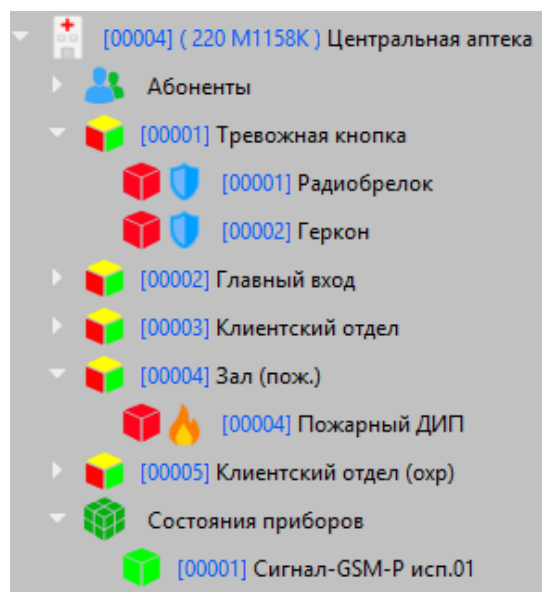 [00004] ( 220 М1158К ) Центральная аптека
Абоненты
[00001] Тревожная кнопка
[00001] Радиобрелок
[00002] Геркон
[00002] Главный вход
[00003] Клиентский отдел
[00004] Зал (пож.)
[00004] Пожарный ДИП
[00005] Клиентский отдел (охр)
Состояния приборов
[00001] Сигнал-GSM-Р исп.01